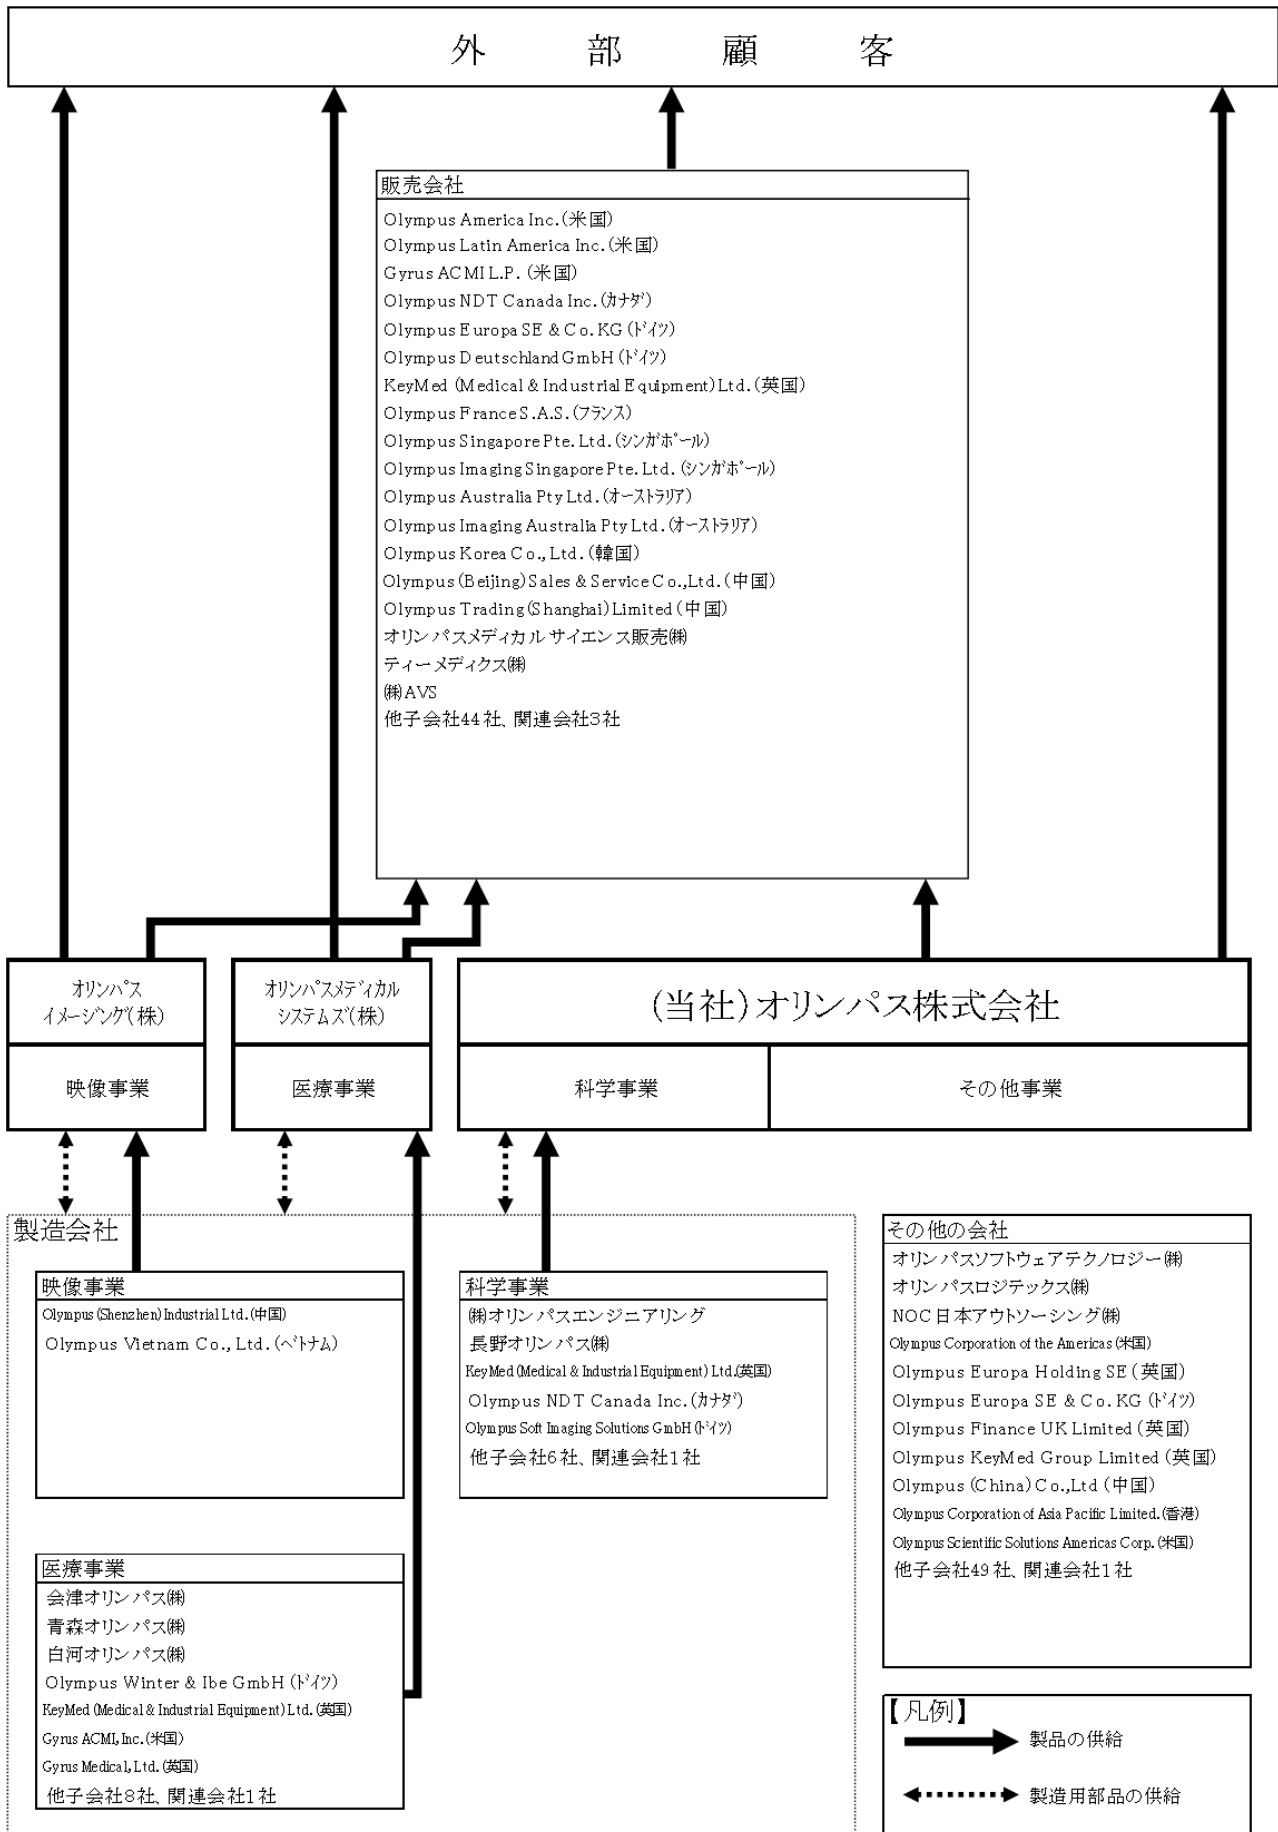 外部顧客
販売会社
Olympus America Inc.(米国)
Olympus Latin America Inc.(米国)
Gyrus ACMI L.P. (米国)
Olympus NDT Canada Inc.(ｶﾅﾀﾞ)
Olympus Europa SE & Co. KG (ﾄﾞｲﾂ)
Olympus Deutschland GmbH (ﾄﾞｲﾂ)
KeyMed (Medical & Industrial Equipment) Ltd.(英国)
Olympus France S.A.S.(フランス)
Olympus Singapore Pte. Ltd.(ｼﾝｶﾞﾎﾟｰﾙ)
Olympus Imaging Singapore Pte. Ltd. (ｼﾝｶﾞﾎﾟｰﾙ)
Olympus Australia Pty Ltd.(ｵｰｽﾄﾗﾘｱ)
Olympus Imaging Australia Pty Ltd.(ｵｰｽﾄﾗﾘｱ)
Olympus Korea Co., Ltd. (韓国)
Olympus (Beijing) Sales & Service Co.,Ltd. (中国)
Olympus Trading (Shanghai) Limited (中国)
オリンパスメディカルサイエンス販売㈱
ティーメディクス㈱
㈱AVS
他子会社44社、関連会社3社
ｵﾘﾝﾊﾟｽ
ｲﾒｰｼﾞﾝｸﾞ(株)
映像事業
ｵﾘﾝﾊﾟｽﾒﾃﾞｨｶﾙ
ｼｽﾃﾑｽﾞ(株)
医療事業
(当社)オリンパス株式会社
科学事業
その他事業
製造会社
映像事業
Olympus (Shenzhen) Industrial Ltd.(中国)
Olympus Vietnam Co., Ltd. (ﾍﾞﾄﾅﾑ)
科学事業
㈱オリンパスエンジニアリング
長野オリンパス㈱
KeyMed (Medical & Industrial Equipment) Ltd.(英国)
Olympus NDT Canada Inc. (ｶﾅﾀﾞ)
Olympus Soft Imaging Solutions GmbH (ﾄﾞｲﾂ)
他子会社6社、関連会社1社
医療事業
会津オリンパス㈱
青森オリンパス㈱
白河オリンパス㈱
Olympus Winter & Ibe GmbH (ﾄﾞｲﾂ)
KeyMed (Medical & Industrial Equipment) Ltd. (英国)
Gyrus ACMI, Inc. (米国)
Gyrus Medical, Ltd. (英国)
他子会社8社、関連会社1社
その他の会社
オリンパスソフトウェアテクノロジー㈱
オリンパスロジテックス㈱
NOC日本アウトソーシング㈱
Olympus Corporation of the Americas (米国)
Olympus Europa Holding SE (英国)
Olympus Europa SE & Co. KG (ﾄﾞｲﾂ)
Olympus Finance UK Limited (英国)
Olympus KeyMed Group Limited (英国)
Olympus (China) Co.,Ltd (中国)
Olympus Corporation of Asia Pacific Limited. (香港)
Olympus Scientific Solutions Americas Corp. (米国)
他子会社49社、関連会社1社
【凡例】
製品の供給
製造用部品の供給